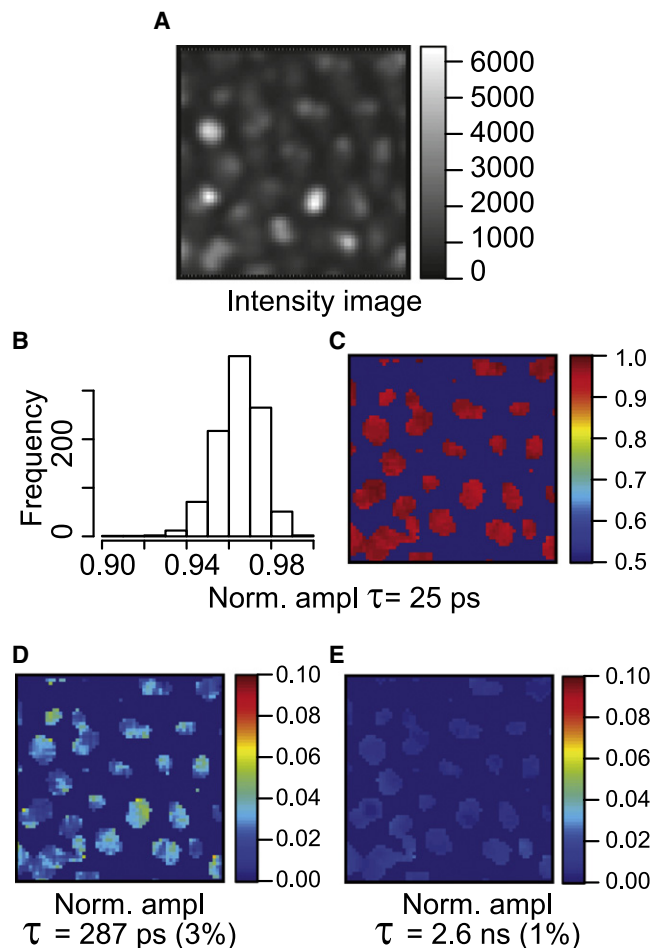 A
6000
5000
4000
3000
2000
1000
0
Intensity image
B
Frequency
200
0
0.90 0.94 0.98
C
1.0
0.9
0.8
0.7
0.6
0.5
Norm. ampl τ = 25 ps
D
0.10
0.08
0.06
0.04
0.02
0.00
Norm. ampl
τ = 287 ps (3%)
E
0.10
0.08
0.06
0.04
0.02
0.00
Norm. ampl
τ = 2.6 ns (1%)